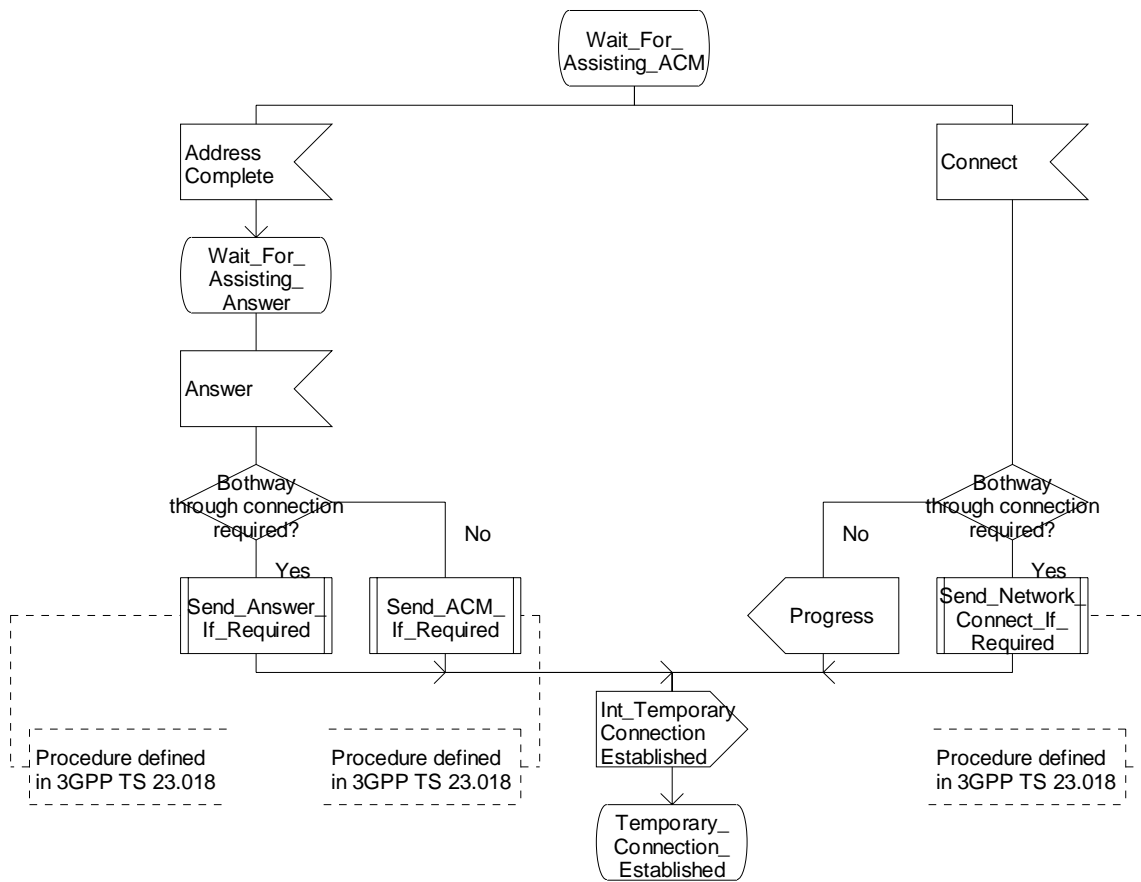 Wait_For_
Assisting_ACM
Address
Complete
Connect
Wait_For_
Assisting_
Answer
Answer
Bothway
through connection
required?
Bothway
through connection
required?
No
No
Yes
Yes
Send_Answer_
If_Required
Send_ACM_
If_Required
Progress
Send_Network_
Connect_If_
Required
Int_Temporary
Connection
Established
Procedure defined
in 3GPP TS 23.018
Procedure defined
in 3GPP TS 23.018
Procedure defined
in 3GPP TS 23.018
Temporary_
Connection_
Established